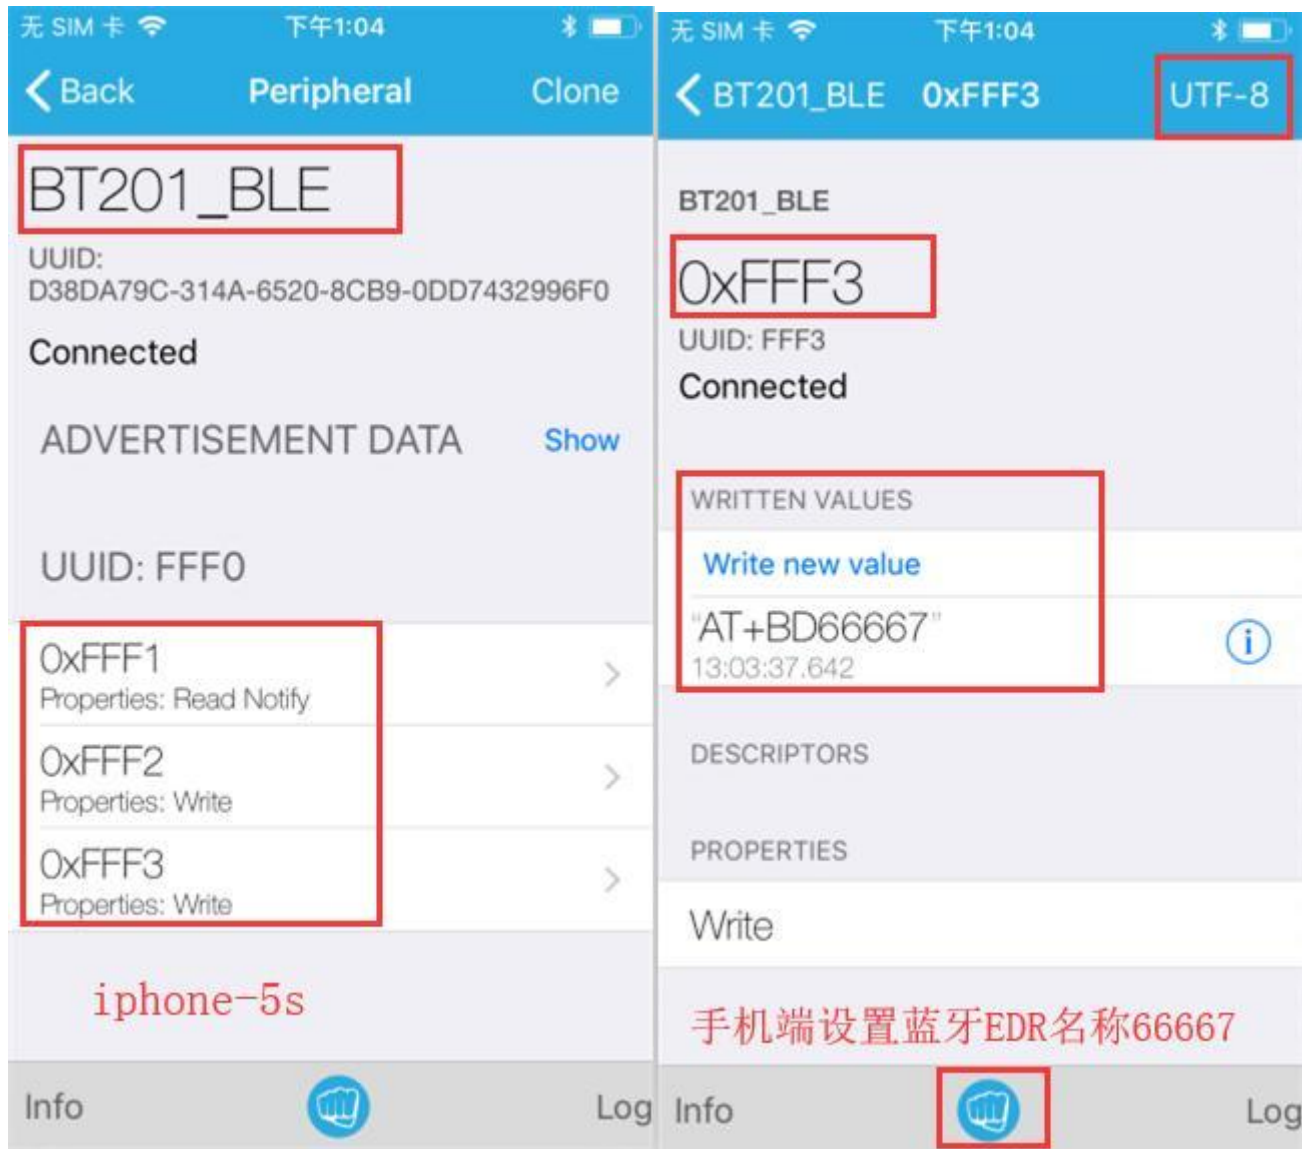 无 SIM 卡 下午1:04
Back Peripheral Clone
BT201_BLE
UUID:
D38DA79C-314A-6520-8CB9-0DD7432996F0
Connected
ADVERTISEMENT DATA Show
UUID: FFF0
0xFFF1
Properties: Read Notify
0xFFF2
Properties: Write
0xFFF3
Properties: Write
iphone-5s
Info Log
无 SIM 卡 下午1:04
BT201_BLE 0xFFF3 UTF-8
BT201_BLE
0xFFF3
UUID: FFF3
Connected
WRITTEN VALUES
Write new value
"AT+BD66667"
13:03:37.642
DESCRIPTORS
PROPERTIES
Write
手机端设置蓝牙EDR名称66667
Info Log